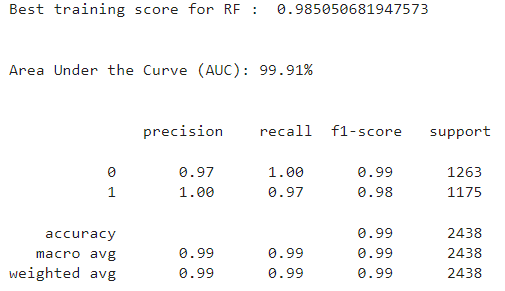 Best training score for RF :  0.985050681947573
Area Under the Curve (AUC): 99.91%
precision    recall  f1-score   support
0       0.97      1.00      0.99      1263
1       1.00      0.97      0.98      1175
accuracy                           0.99      2438
macro avg       0.99      0.99      0.99      2438
weighted avg       0.99      0.99      0.99      2438